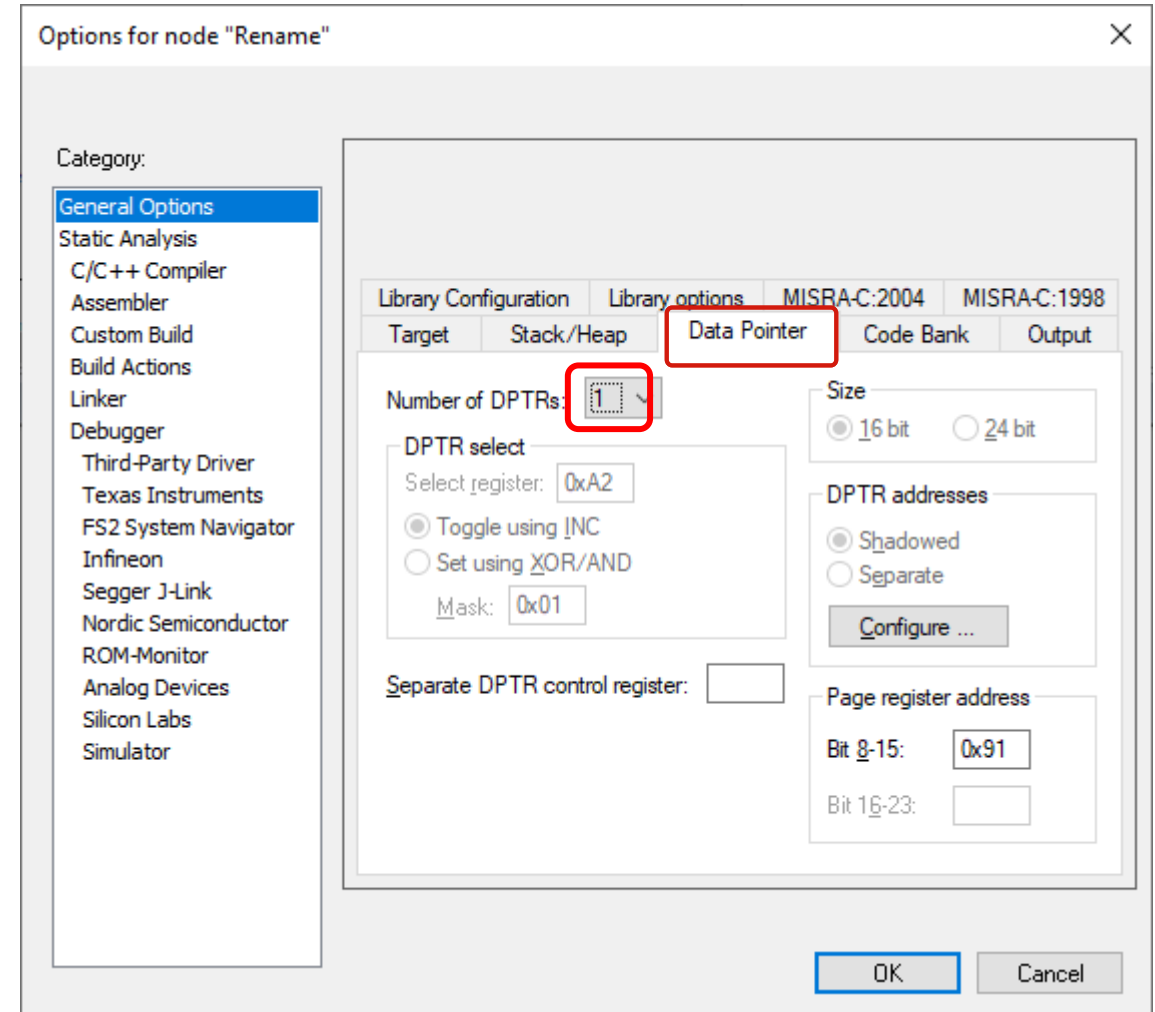 Options for node "Rename"
Category:
General Options
Static Analysis
C/C++ Compiler
Assembler
Custom Build
Build Actions
Linker
Debugger
Third-Party Driver
Texas Instruments
FS2 System Navigator
Infineon
Segger J-Link
Nordic Semiconductor
ROM-Monitor
Analog Devices
Silicon Labs
Simulator
Library Configuration Library options MISRA-C:2004 MISRA-C:1998
Target Stack/Heap Data Pointer Code Bank Output
Number of DPTRs: 1
DPTR select
Select register: 0xA2
Toggle using INC
Set using XOR/AND
Mask: 0x01
Separate DPTR control register:
Size
16 bit 24 bit
DPTR addresses
Shadowed
Separate
Configure ...
Page register address
Bit 8-15: 0x91
Bit 16-23:
OK Cancel